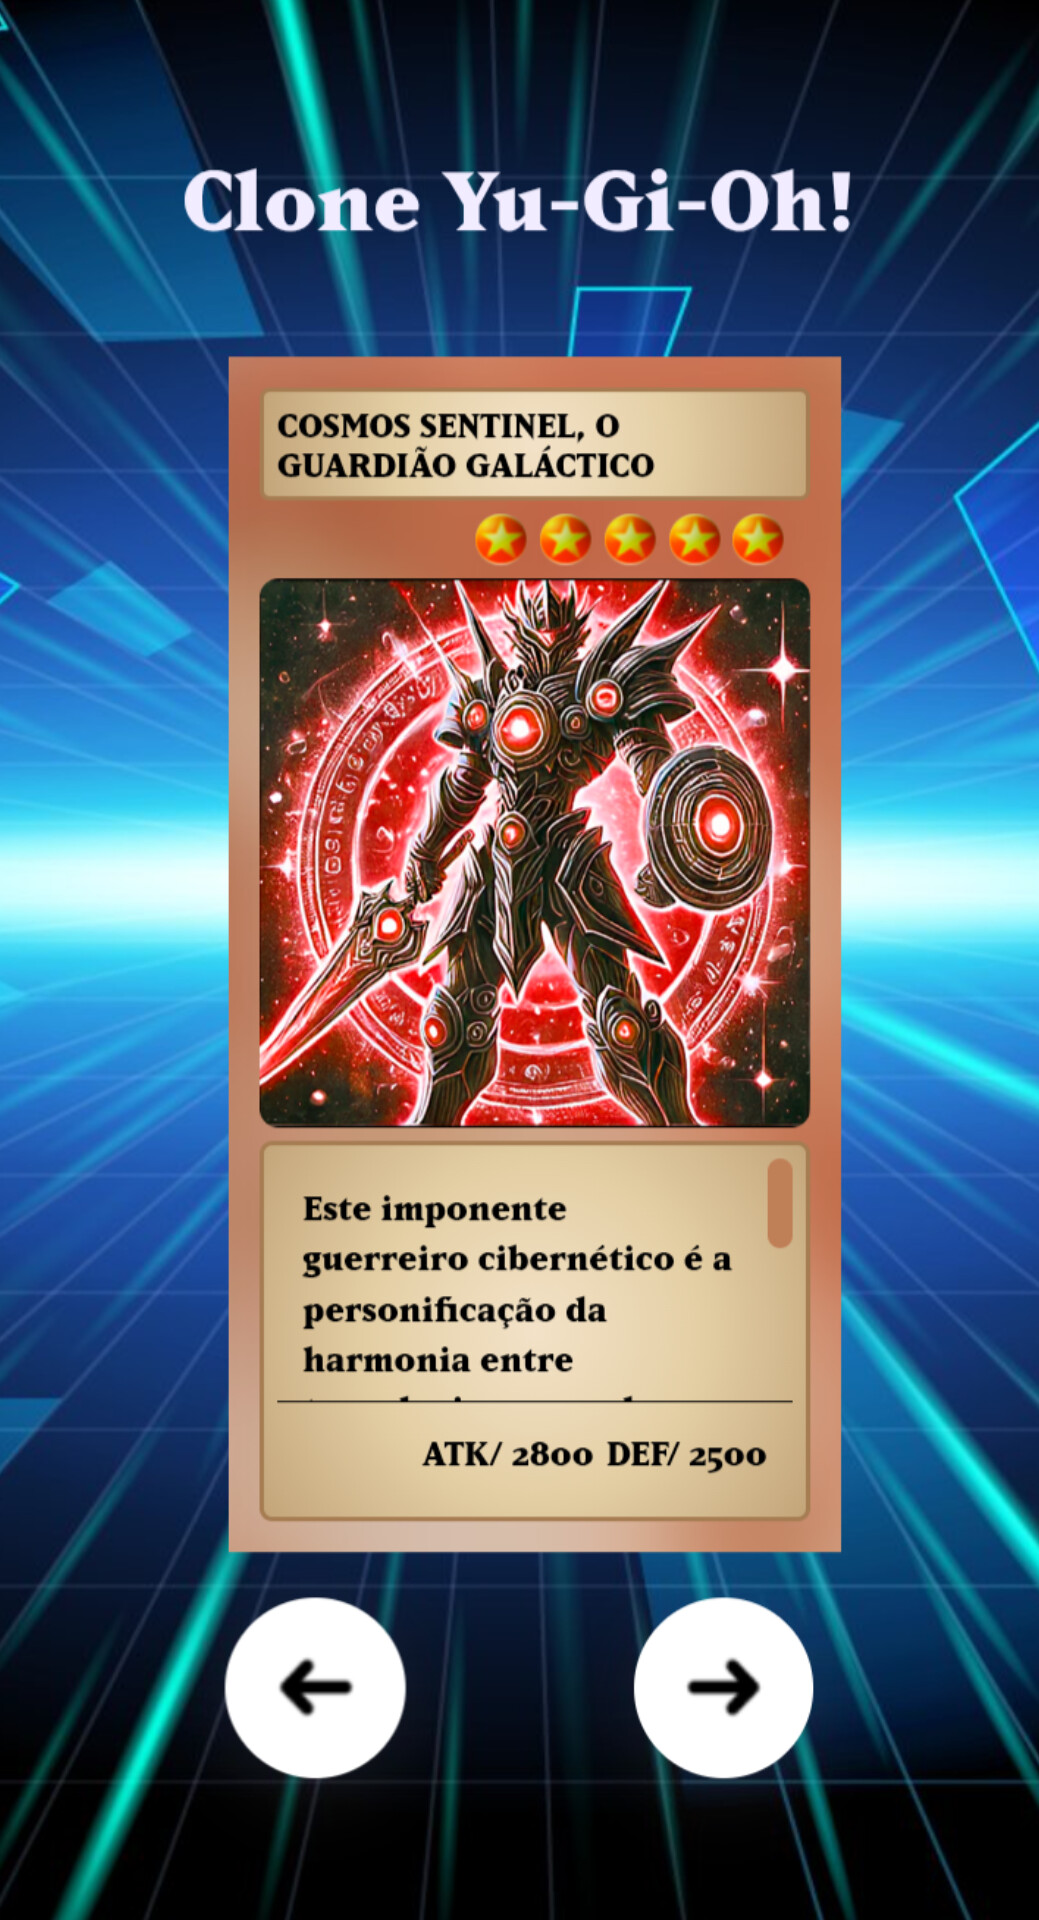 Clone Yu-Gi-Oh!
COSMOS SENTINEL, O
GUARDIÃO GALÁCTICO
Este imponente
guerreiro cibernético é a
personificação da
harmonia entre
ATK/ 2800 DEF/ 2500